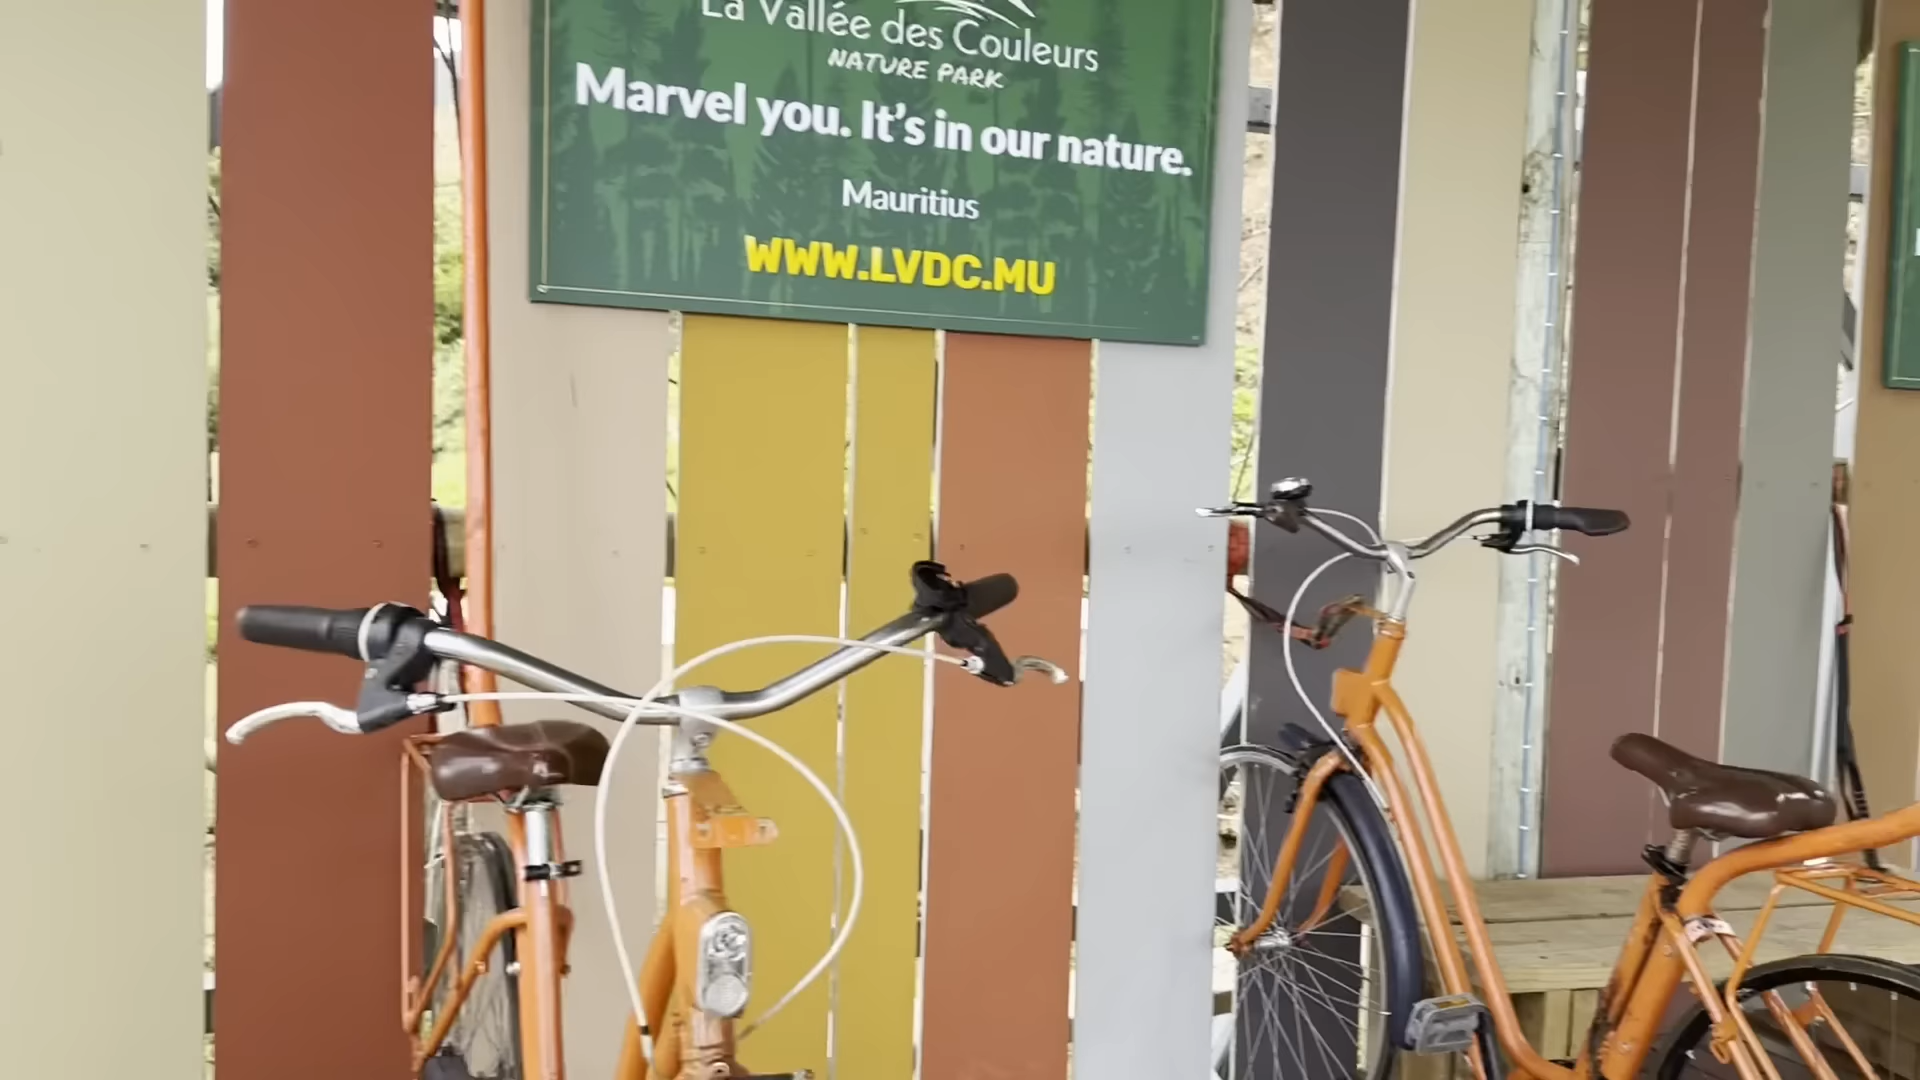 La Vallée des Couleurs
NATURE PARK
Marvel you. It's in our nature.
Mauritius
WWW.LVDC.MU